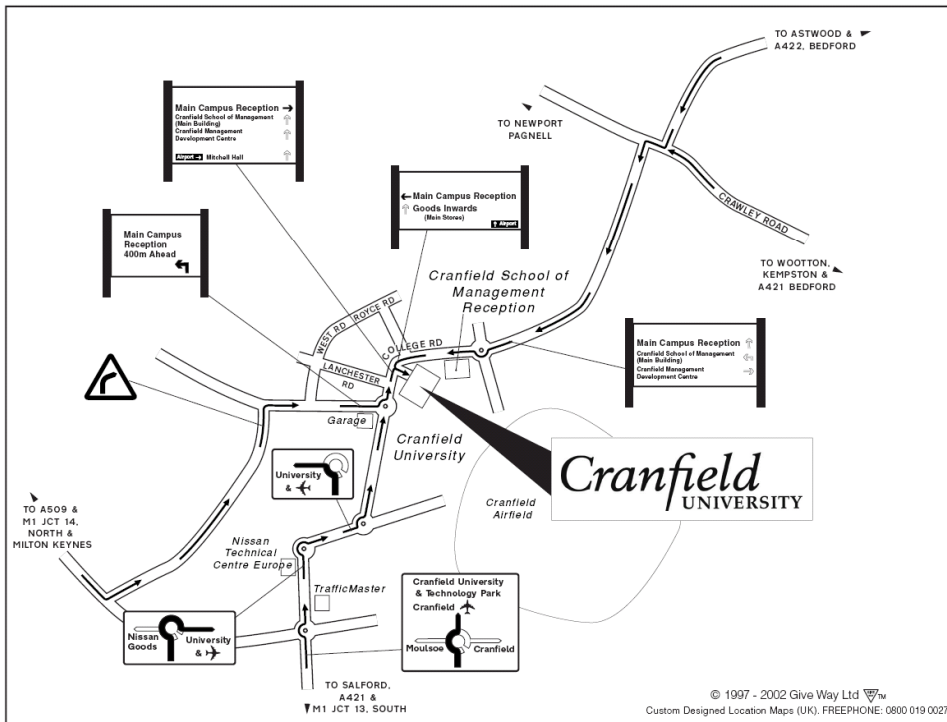 TO ASTWOOD &
A422, BEDFORD
Main Campus Reception
Cranfield School of Management
(Main Building)
Cranfield Management
Development Centre
Airport
Mitchell Hall
TO NEWPORT
PAGNELL
Main Campus Reception
Goods Inwards
(Main Stores)
Airport
CRAWLEY ROAD
Main Campus
Reception
400m Ahead
TO WOOTTON,
KEMPSTON &
A421 BEDFORD
Cranfield School of
Management
Reception
WEST RD
ROYCE RD
COLLEGE RD
LANCHESTER
RD
Main Campus Reception
Cranfield School of Management
(Main Building)
Cranfield Management
Development Centre
Garage
Cranfield
University
Cranfield
UNIVERSITY
University
&
Cranfield
Airfield
TO A509 &
M1 JCT 14,
NORTH &
MILTON KEYNES
Nissan
Technical
Centre Europe
TrafficMaster
Cranfield University
& Technology Park
Cranfield
Moulsoe
Cranfield
Nissan
Goods
University
&
TO SALFORD,
A421 &
M1 JCT 13, SOUTH
© 1997 - 2002 Give Way Ltd
TM
Custom Designed Location Maps (UK). FREEPHONE: 0800 019 0027